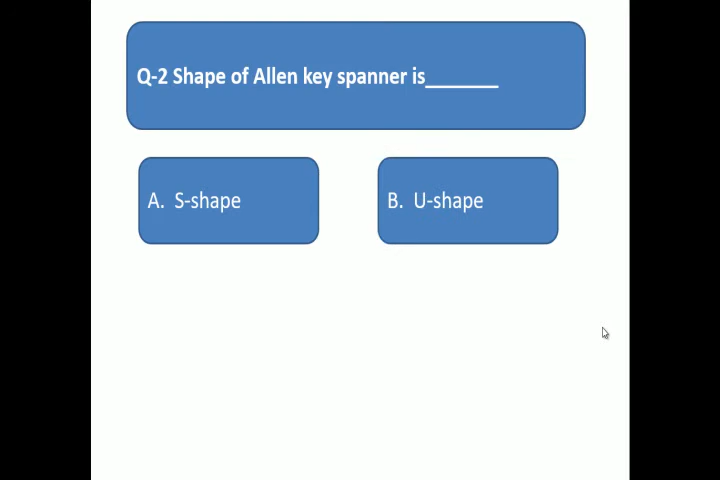 Q-2 Shape of Allen key spanner is_______
A. S-shape
B. U-shape